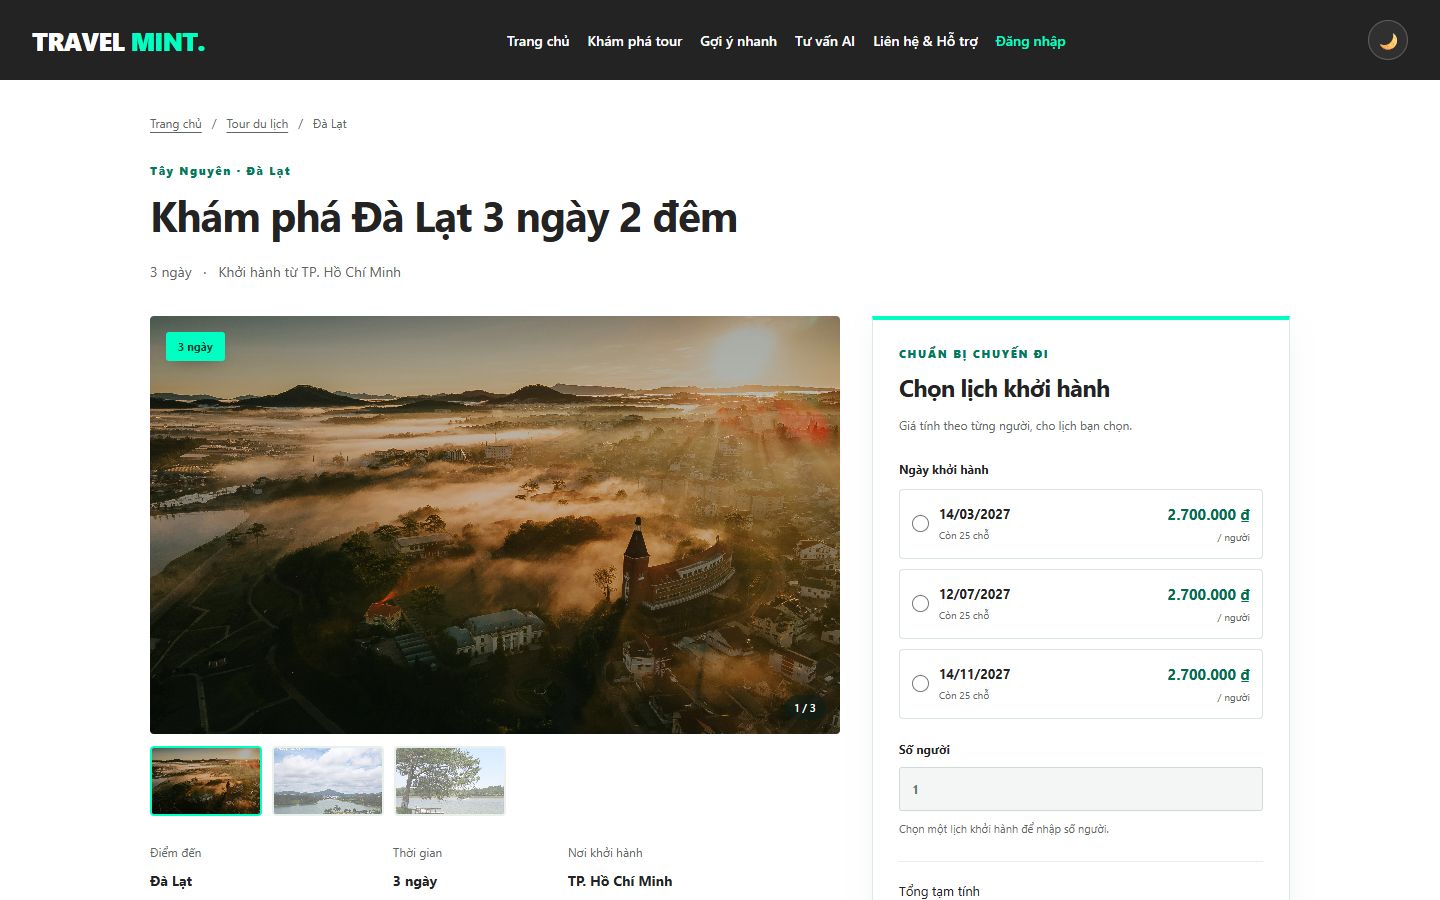 TRAVEL MINT.
Trang chủ
Khám phá tour
Gợi ý nhanh
Tư vấn AI
Liên hệ & Hỗ trợ
Đăng nhập
Trang chủ / Tour du lịch / Đà Lạt
Tây Nguyên · Đà Lạt
Khám phá Đà Lạt 3 ngày 2 đêm
3 ngày · Khởi hành từ TP. Hồ Chí Minh
3 ngày
1 / 3
Điểm đến
Đà Lạt
Thời gian
3 ngày
Nơi khởi hành
TP. Hồ Chí Minh
CHUẨN BỊ CHUYẾN ĐI
Chọn lịch khởi hành
Giá tính theo từng người, cho lịch bạn chọn.
Ngày khởi hành
14/03/2027
Còn 25 chỗ
2.700.000 ₫
/ người
12/07/2027
Còn 25 chỗ
2.700.000 ₫
/ người
14/11/2027
Còn 25 chỗ
2.700.000 ₫
/ người
Số người
1
Chọn một lịch khởi hành để nhập số người.
Tổng tạm tính